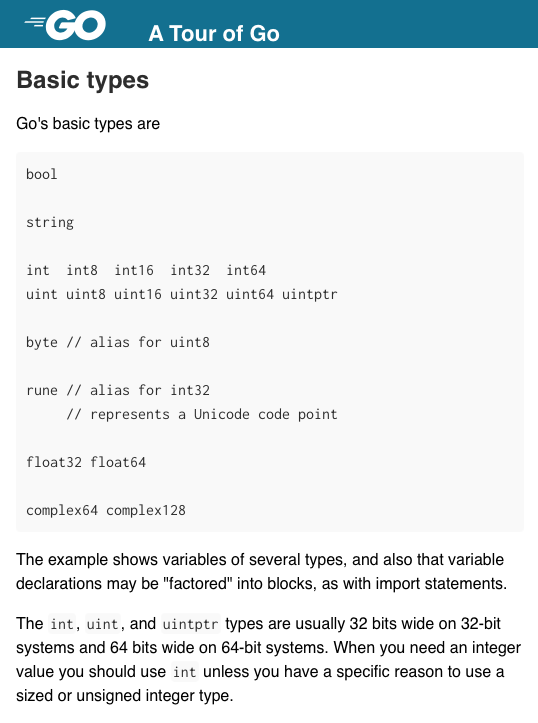 GO
A Tour of Go
Basic types
Go's basic types are
bool
string
int  int8  int16  int32  int64
uint uint8 uint16 uint32 uint64 uintptr
byte // alias for uint8
rune // alias for int32
     // represents a Unicode code point
float32 float64
complex64 complex128
The example shows variables of several types, and also that variable
declarations may be "factored" into blocks, as with import statements.
The int, uint, and uintptr types are usually 32 bits wide on 32-bit
systems and 64 bits wide on 64-bit systems. When you need an integer
value you should use int unless you have a specific reason to use a
sized or unsigned integer type.